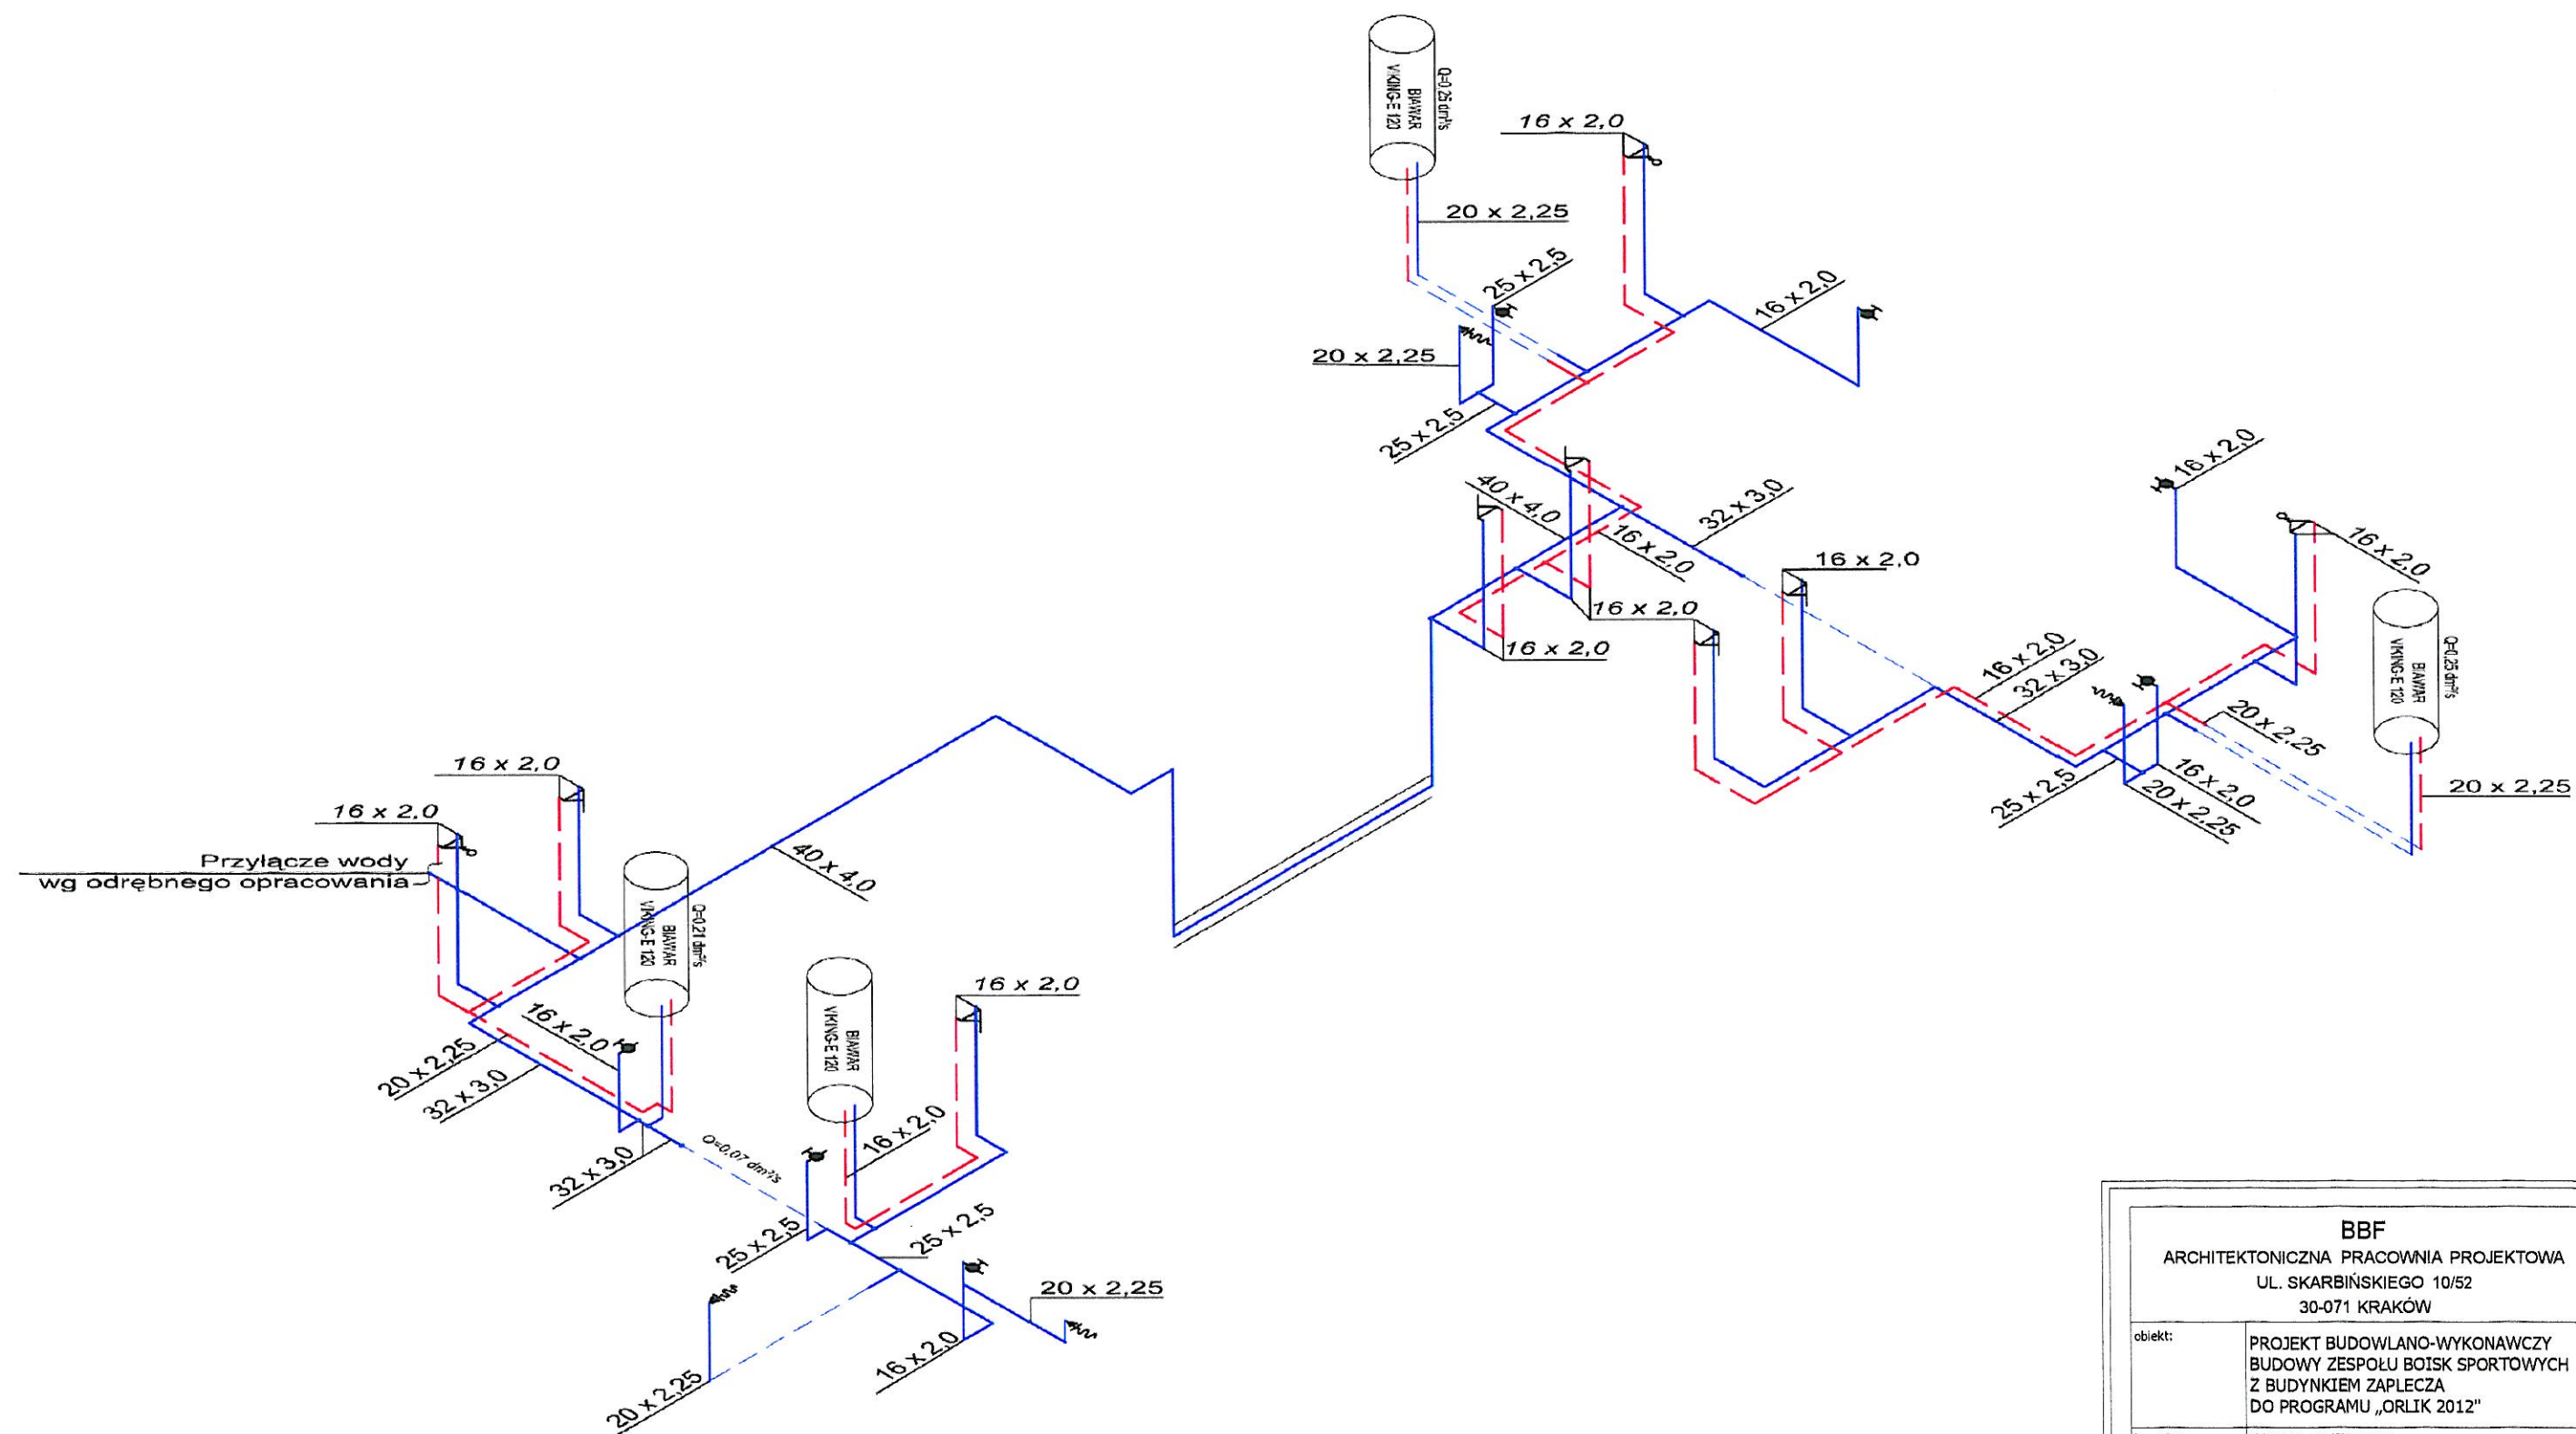 Q=0,25 dm³/s
BIAWAR
VIKING-E 120
16 x 2,0
20 x 2,25
25 x 2,5
16 x 2,0
20 x 2,25
25 x 2,5
16 x 2,0
40 x 4,0
32 x 3,0
16 x 2,0
16 x 2,0
16 x 2,0
16 x 2,0
16 x 2,0
16 x 2,0
32 x 3,0
Q=0,25 dm³/s
BIAWAR
VIKING-E 120
20 x 2,25
20 x 2,25
16 x 2,0
25 x 2,5
20 x 2,25
16 x 2,0
16 x 2,0
Przyłącze wody
wg odrębnego opracowania
40 x 4,0
Q=0,21 dm³/s
BIAWAR
VIKING-E 120
BIAWAR
VIKING-E 120
16 x 2,0
16 x 2,0
20 x 2,25
32 x 3,0
16 x 2,0
Q=0,07 dm³/s
32 x 3,0
25 x 2,5
25 x 2,5
20 x 2,25
16 x 2,0
20 x 2,25
BBF
ARCHITEKTONICZNA PRACOWNIA PROJEKTOWA
UL. SKARBIŃSKIEGO 10/52
30-071 KRAKÓW
obiekt:
PROJEKT BUDOWLANO-WYKONAWCZY
BUDOWY ZESPOŁU BOISK SPORTOWYCH
Z BUDYNKIEM ZAPLECZA
DO PROGRAMU „ORLIK 2012"